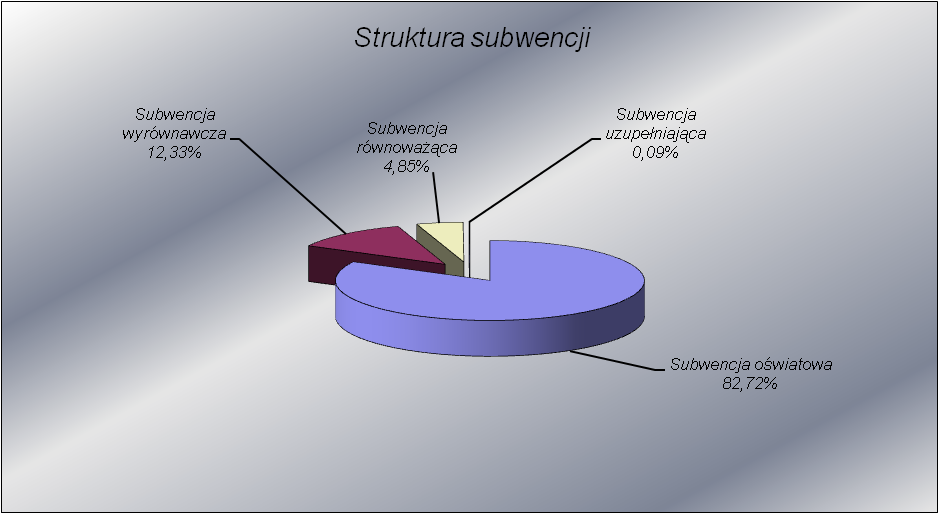 Struktura subwencji
Subwencja
wyrównawcza
12,33%
Subwencja
równoważąca
4,85%
Subwencja
uzupełniająca
0,09%
Subwencja oświatowa
82,72%